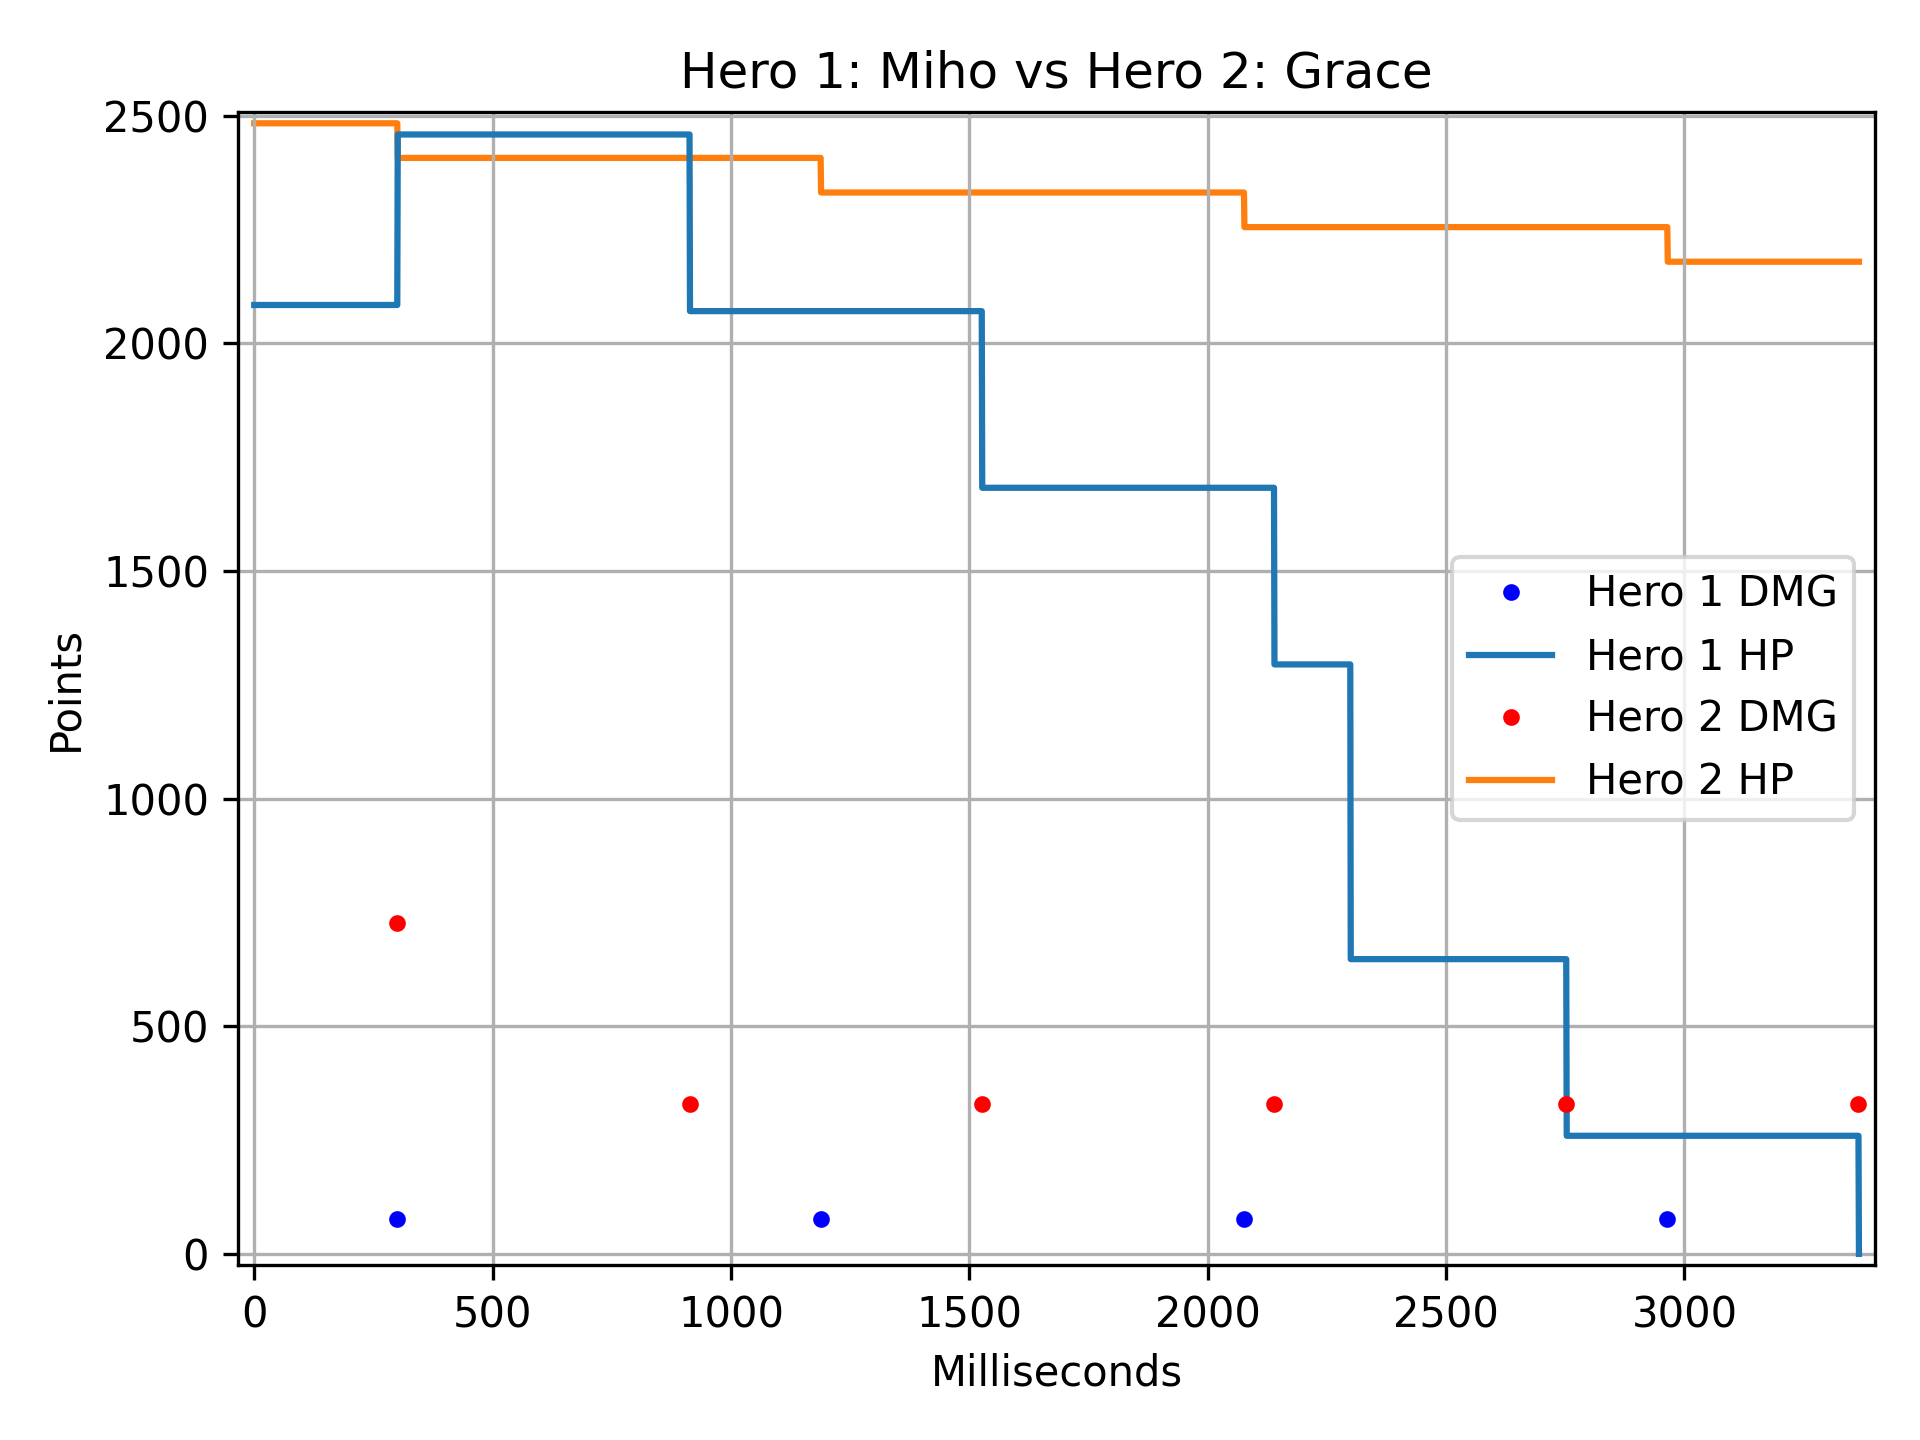 Hero 1: Miho vs Hero 2: Grace
Points
2500
2000
1500
1000
500
0
Hero 1 DMG
Hero 1 HP
Hero 2 DMG
Hero 2 HP
0 500 1000 1500 2000 2500 3000
Milliseconds